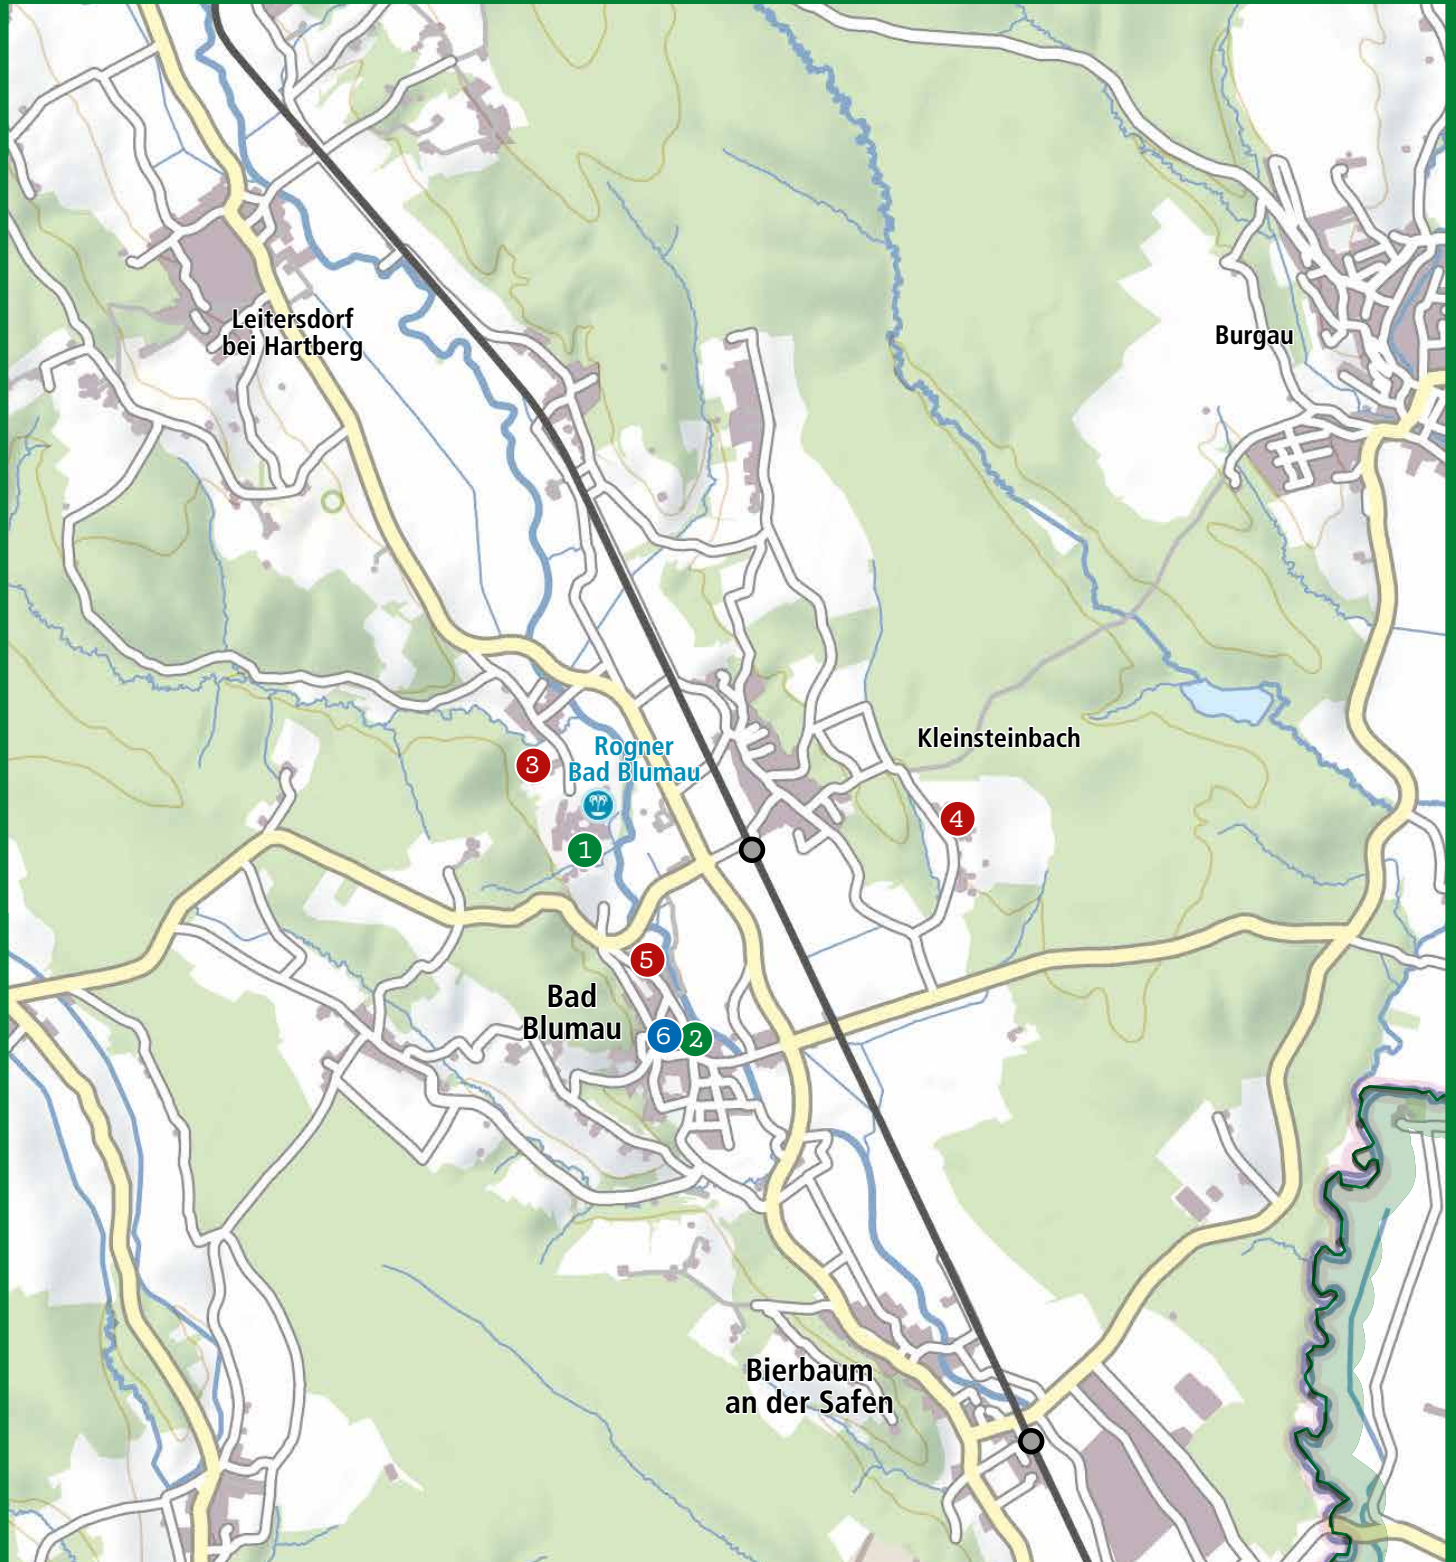 Leitersdorf
bei Hartberg
Burgau
Rogner
Bad Blumau
Kleinsteinbach
3
4
1
5
Bad
Blumau
6
2
Bierbaum
an der Safen